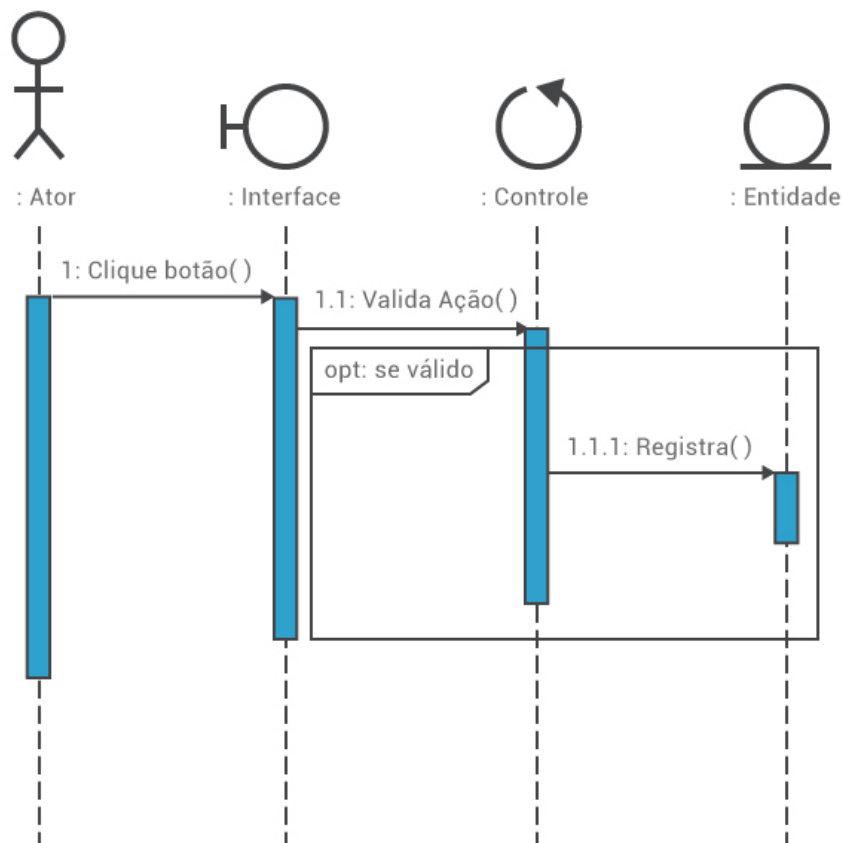 : Ator
: Interface
: Controle
: Entidade
1: Clique botão( )
1.1: Valida Ação( )
opt: se válido
1.1.1: Registra( )